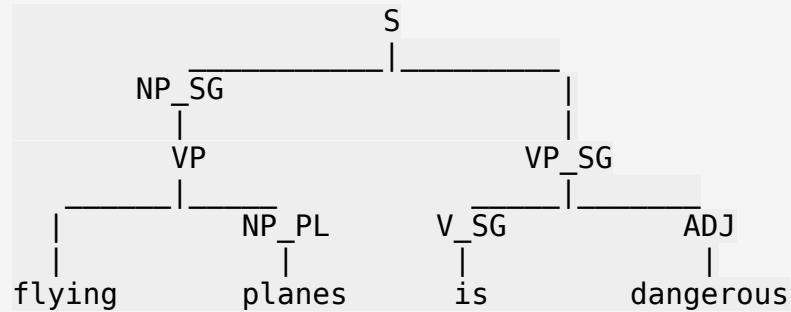 S
NP_SG
VP VP_SG
NP_PL V_SG ADJ
flying planes is dangerous